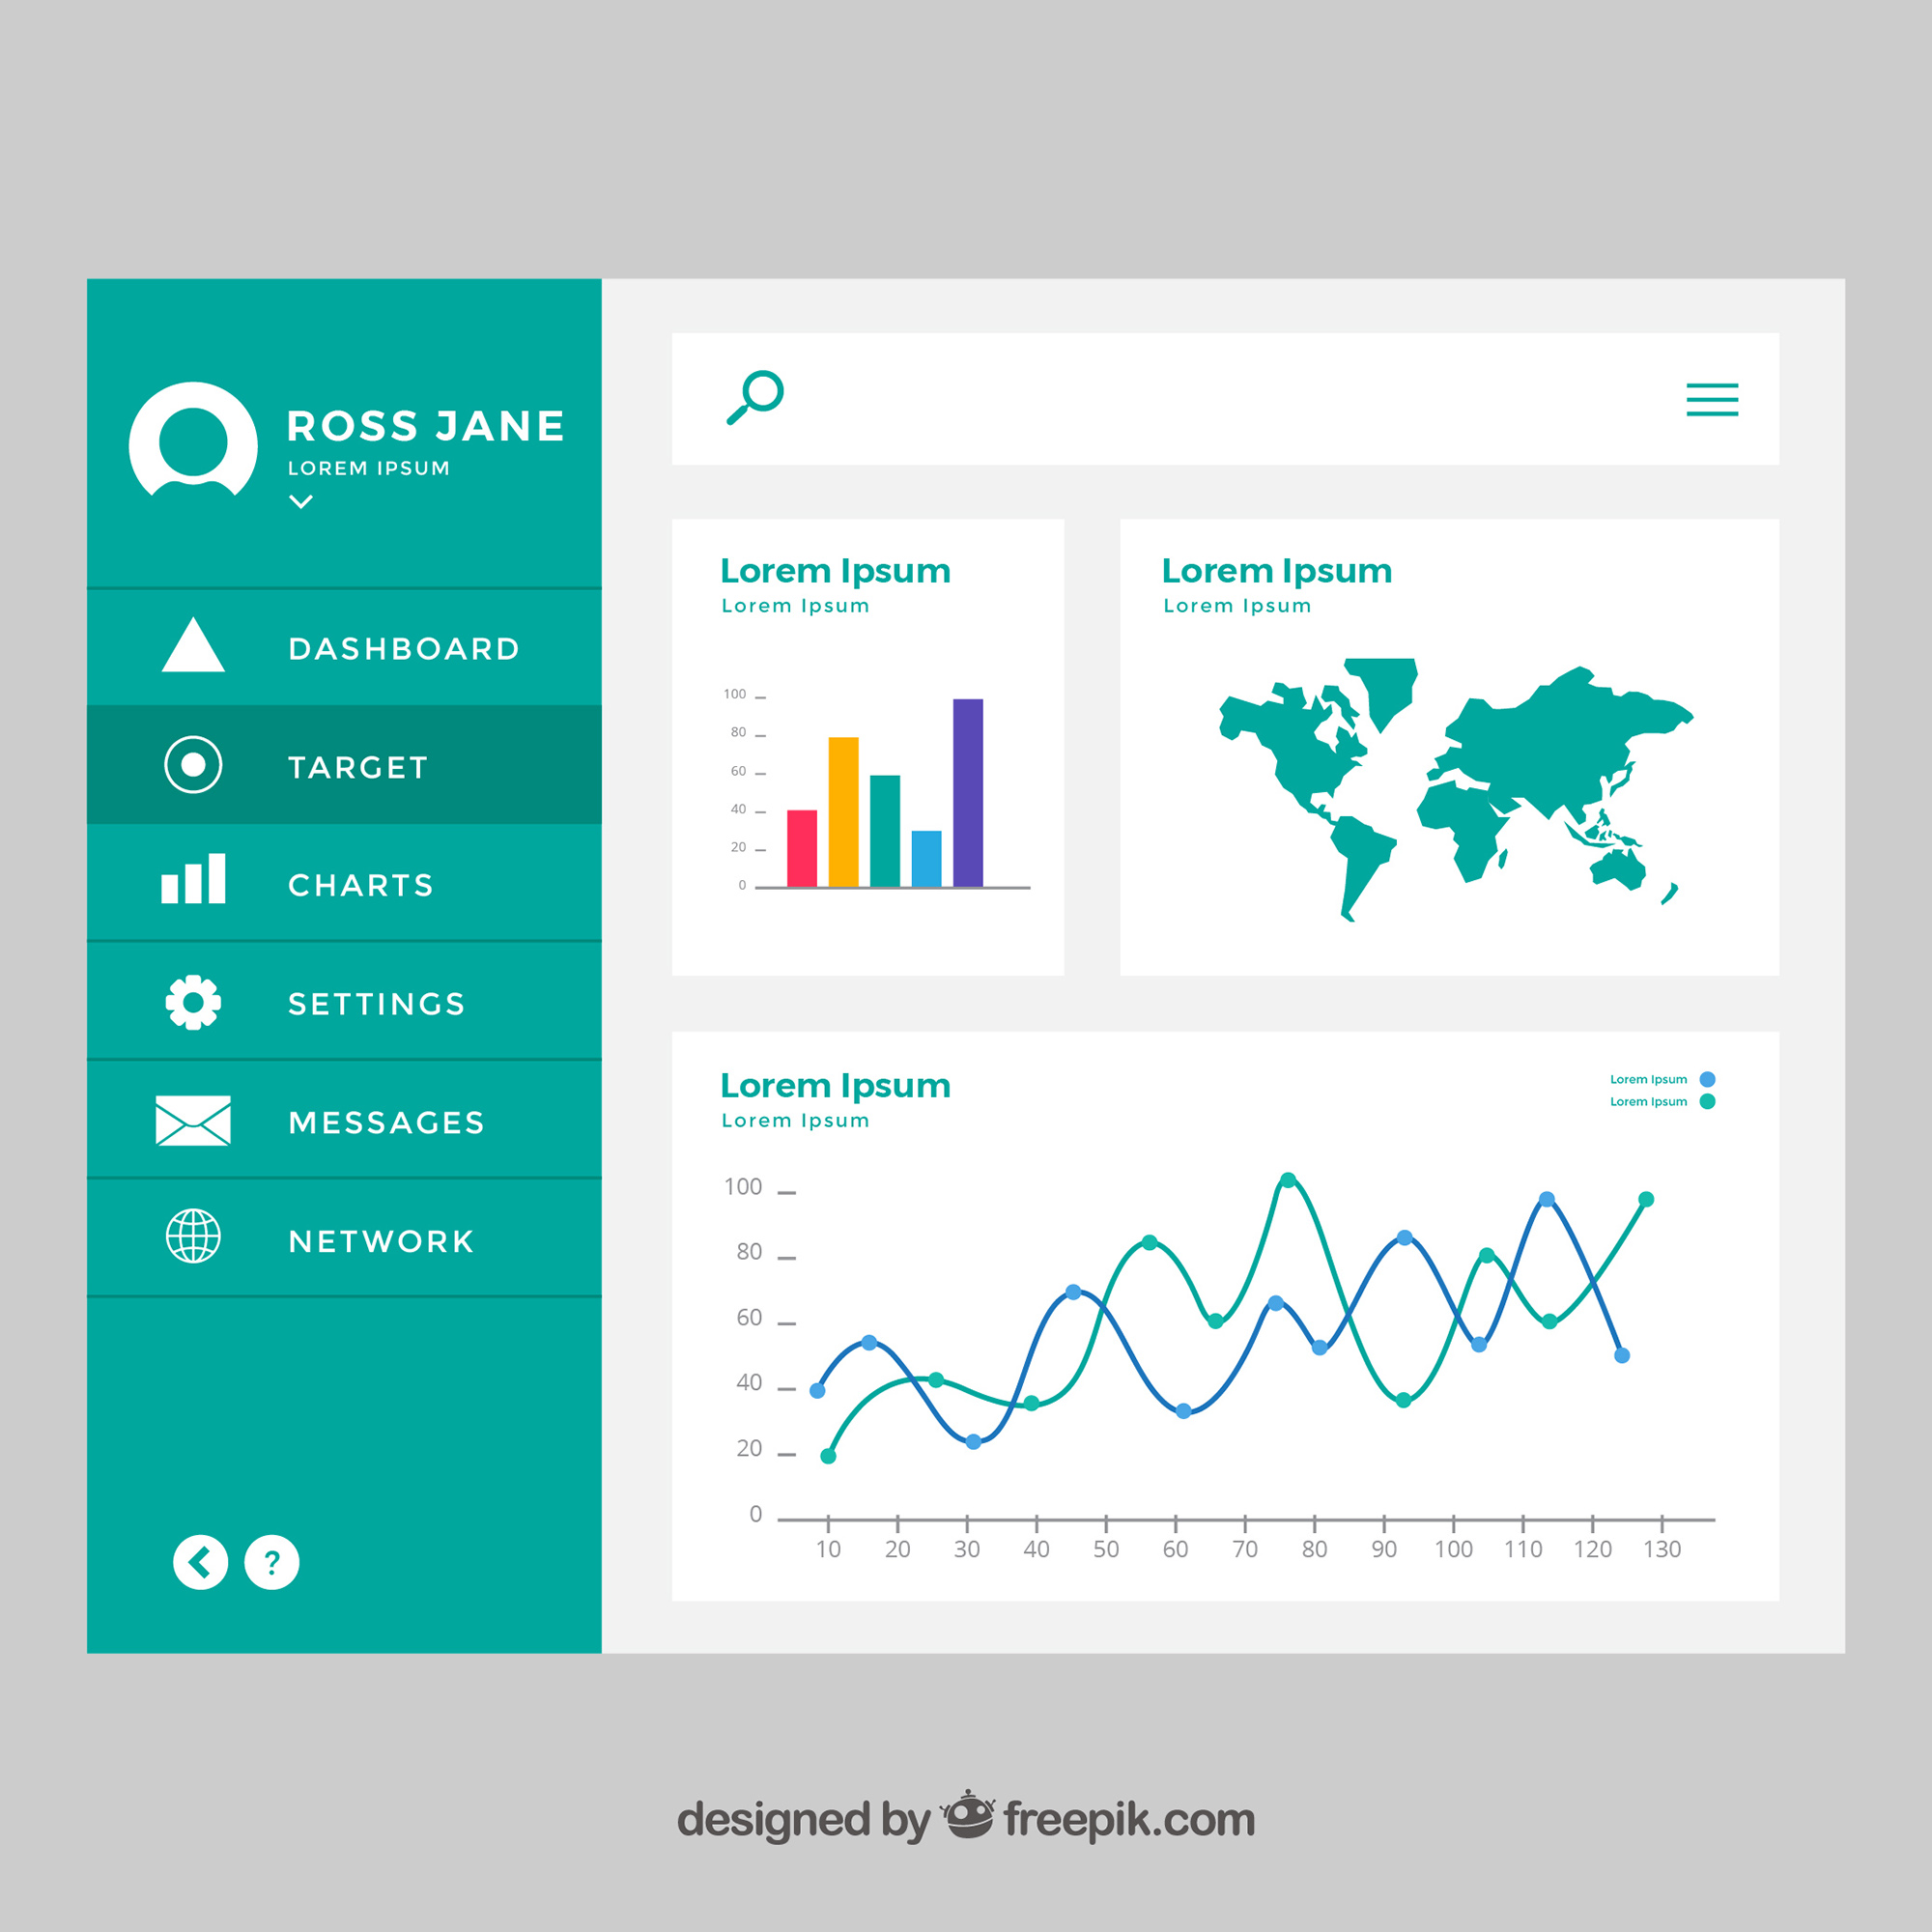 ROSS JANE
LOREM IPSUM
DASHBOARD
TARGET
CHARTS
SETTINGS
MESSAGES
NETWORK
?
Lorem Ipsum
Lorem Ipsum
100
80
60
40
20
0
Lorem Ipsum
Lorem Ipsum
Lorem Ipsum
Lorem Ipsum
Lorem Ipsum
Lorem Ipsum
100
80
60
40
20
0
10 20 30 40 50 60 70 80 90 100 110 120 130
designed by freepik.com